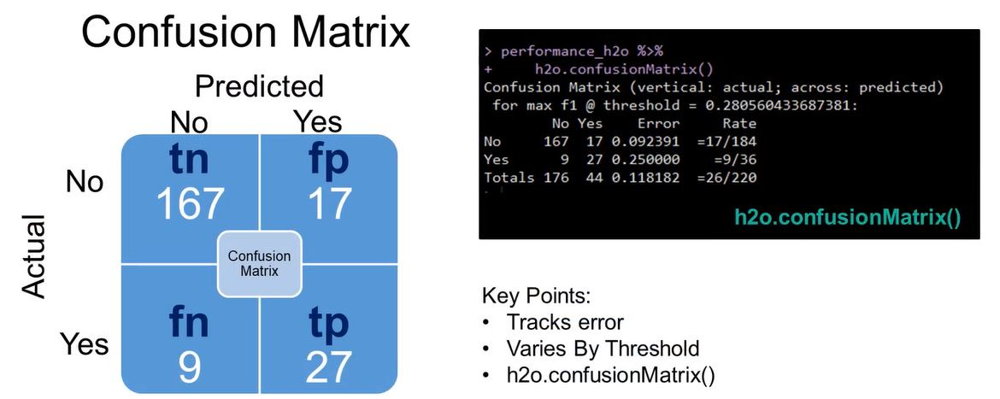 Confusion Matrix
Predicted
No Yes
Actual
No
tn fp
167 17
Confusion
Matrix
Yes
fn tp
9 27
> performance_h2o %>%
+     h2o.confusionMatrix()
Confusion Matrix (vertical: actual; across: predicted)
 for max f1 @ threshold = 0.280560433687381:
        No Yes    Error     Rate
No     167  17 0.092391  =17/184
Yes      9  27 0.250000    =9/36
Totals 176  44 0.118182  =26/220
h2o.confusionMatrix()
Key Points:
• Tracks error
• Varies By Threshold
• h2o.confusionMatrix()